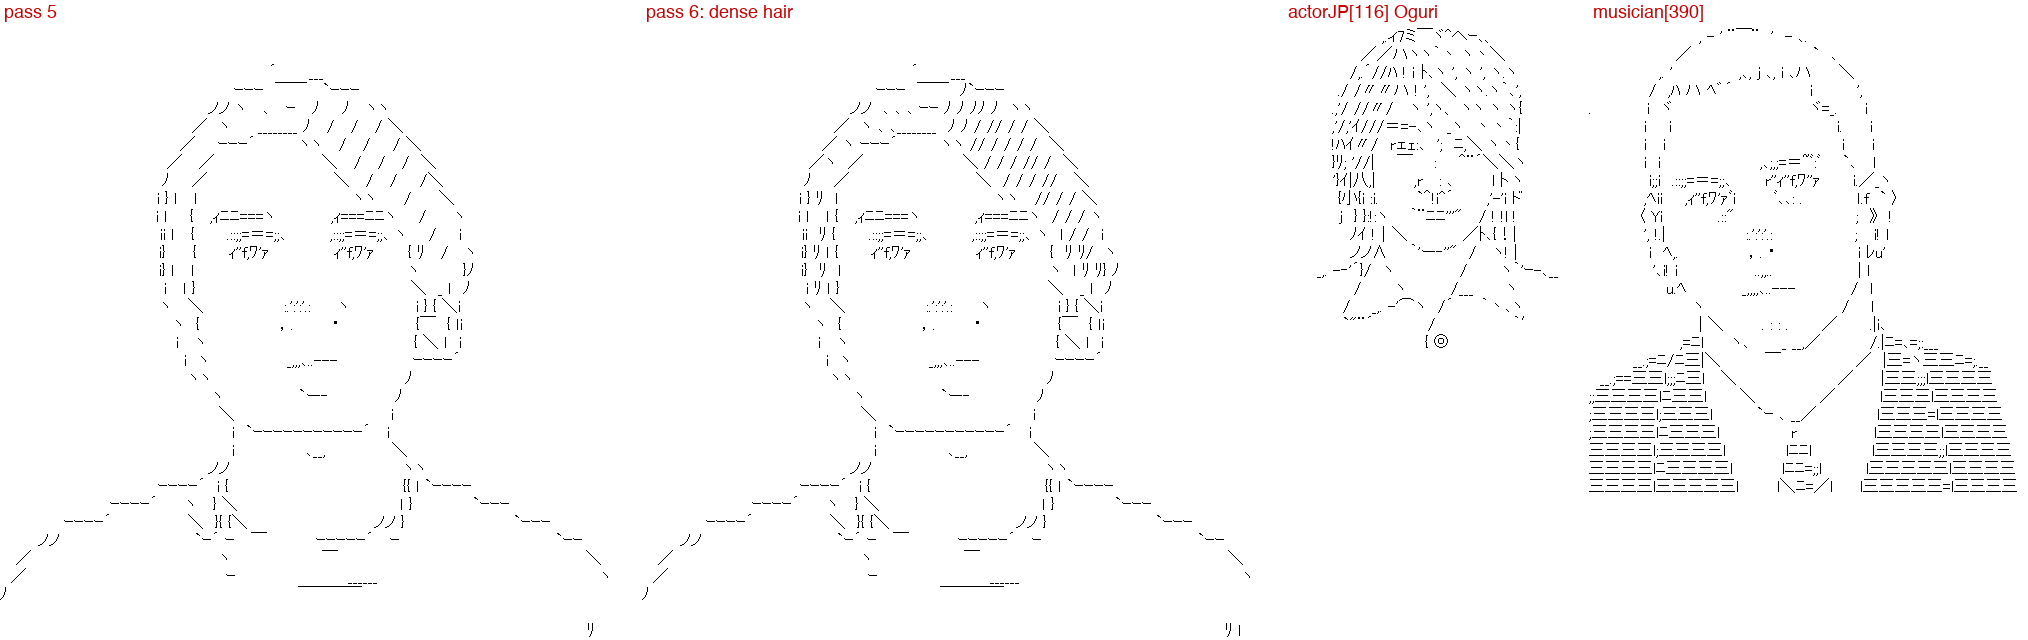 pass 5
pass 6: dense hair
actorJP[116] Oguri
musician[390]